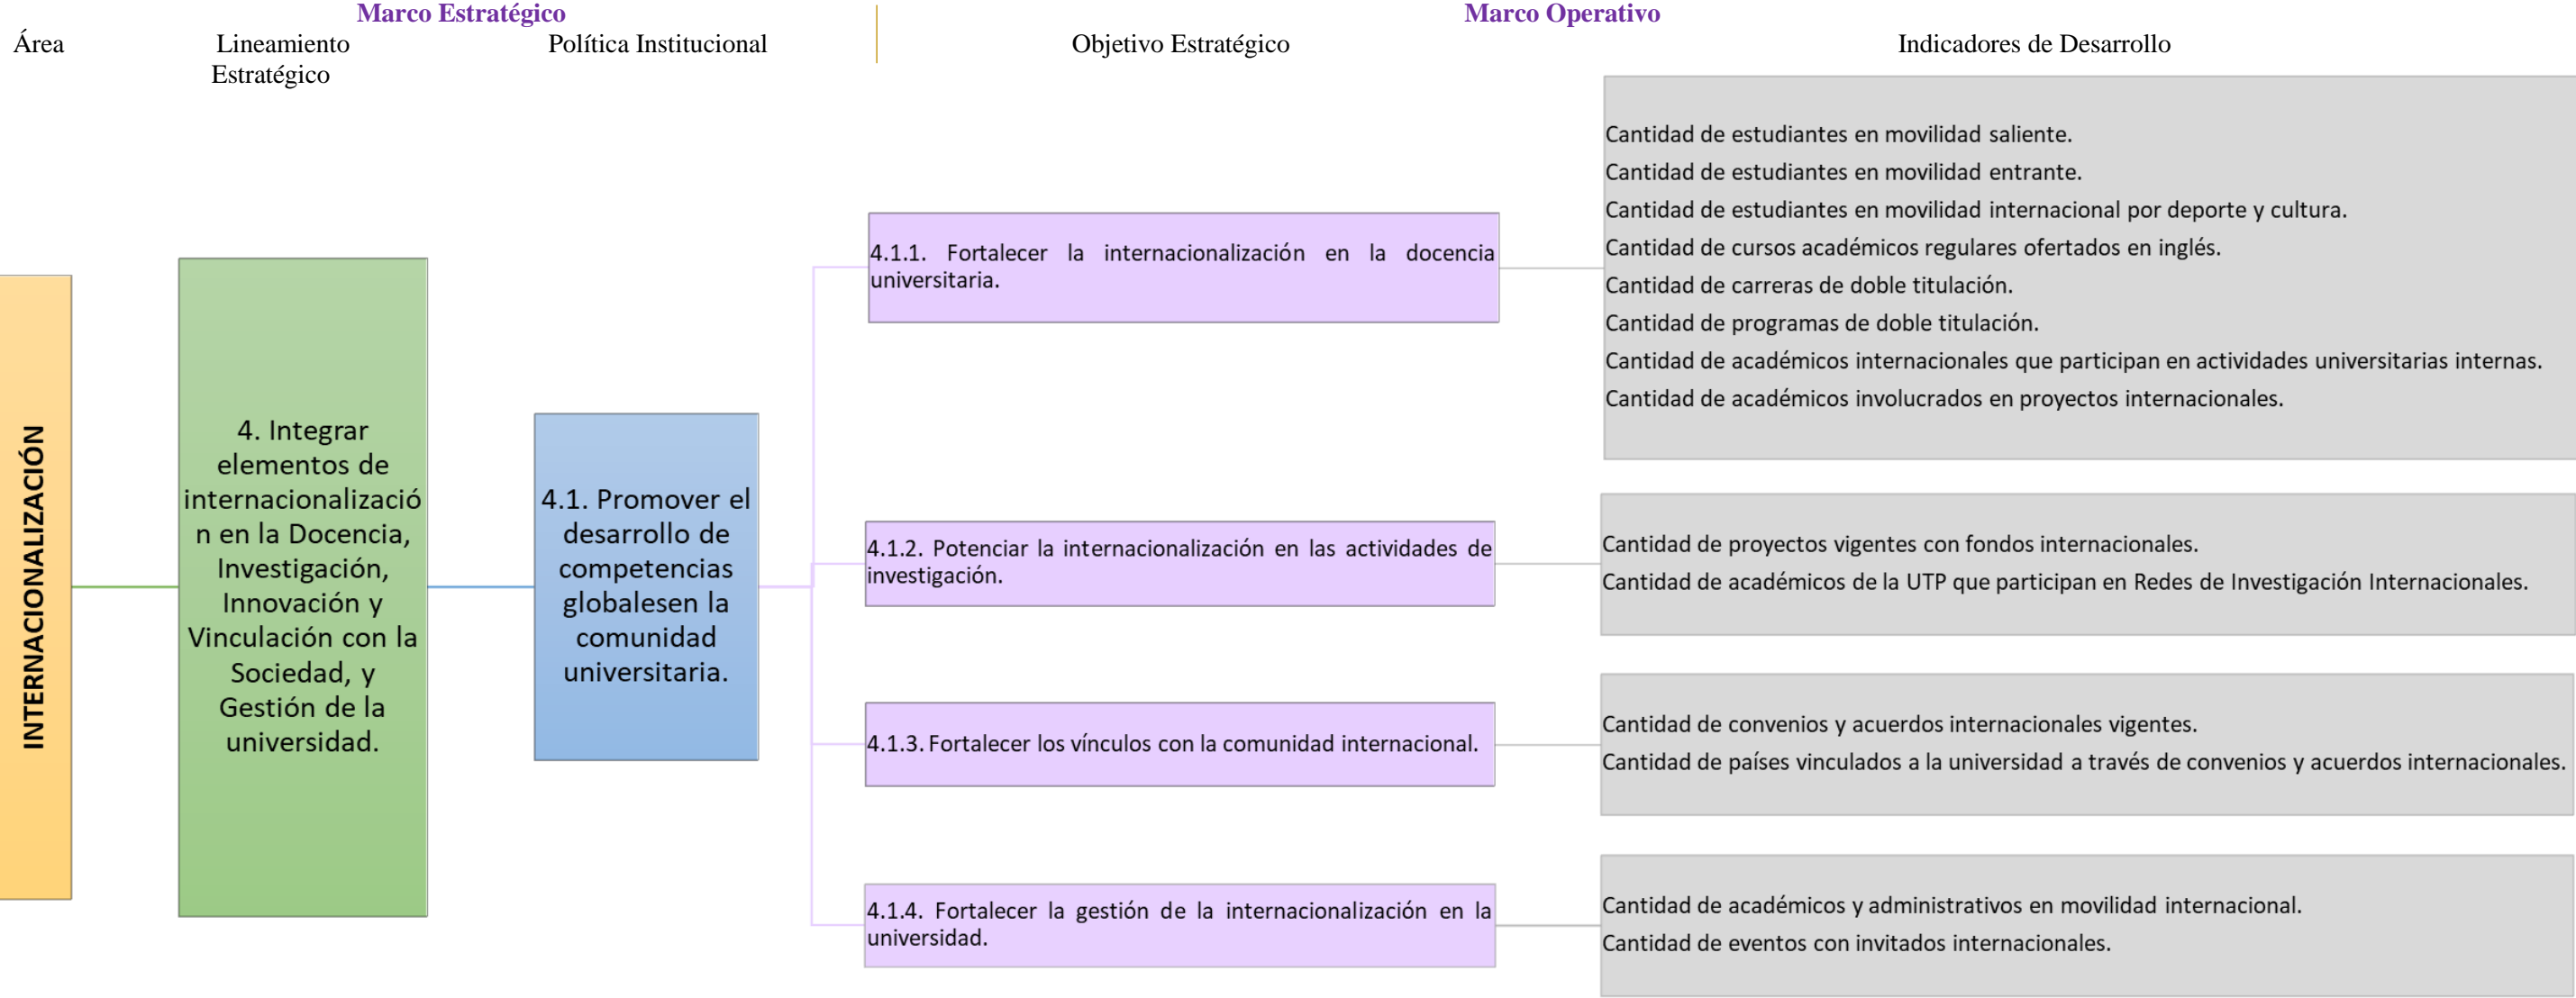 Marco Estratégico
Marco Operativo
Área
Lineamiento
Estratégico
Política Institucional
Objetivo Estratégico
Indicadores de Desarrollo
INTERNACIONALIZACIÓN
4. Integrar
elementos de
internacionalizació
n en la Docencia,
Investigación,
Innovación y
Vinculación con la
Sociedad, y
Gestión de la
universidad.
4.1. Promover el
desarrollo de
competencias
globalesen la
comunidad
universitaria.
4.1.1. Fortalecer la internacionalización en la docencia
universitaria.
Cantidad de estudiantes en movilidad saliente.
Cantidad de estudiantes en movilidad entrante.
Cantidad de estudiantes en movilidad internacional por deporte y cultura.
Cantidad de cursos académicos regulares ofertados en inglés.
Cantidad de carreras de doble titulación.
Cantidad de programas de doble titulación.
Cantidad de académicos internacionales que participan en actividades universitarias internas.
Cantidad de académicos involucrados en proyectos internacionales.
4.1.2. Potenciar la internacionalización en las actividades de
investigación.
Cantidad de proyectos vigentes con fondos internacionales.
Cantidad de académicos de la UTP que participan en Redes de Investigación Internacionales.
4.1.3. Fortalecer los vínculos con la comunidad internacional.
Cantidad de convenios y acuerdos internacionales vigentes.
Cantidad de países vinculados a la universidad a través de convenios y acuerdos internacionales.
4.1.4. Fortalecer la gestión de la internacionalización en la
universidad.
Cantidad de académicos y administrativos en movilidad internacional.
Cantidad de eventos con invitados internacionales.